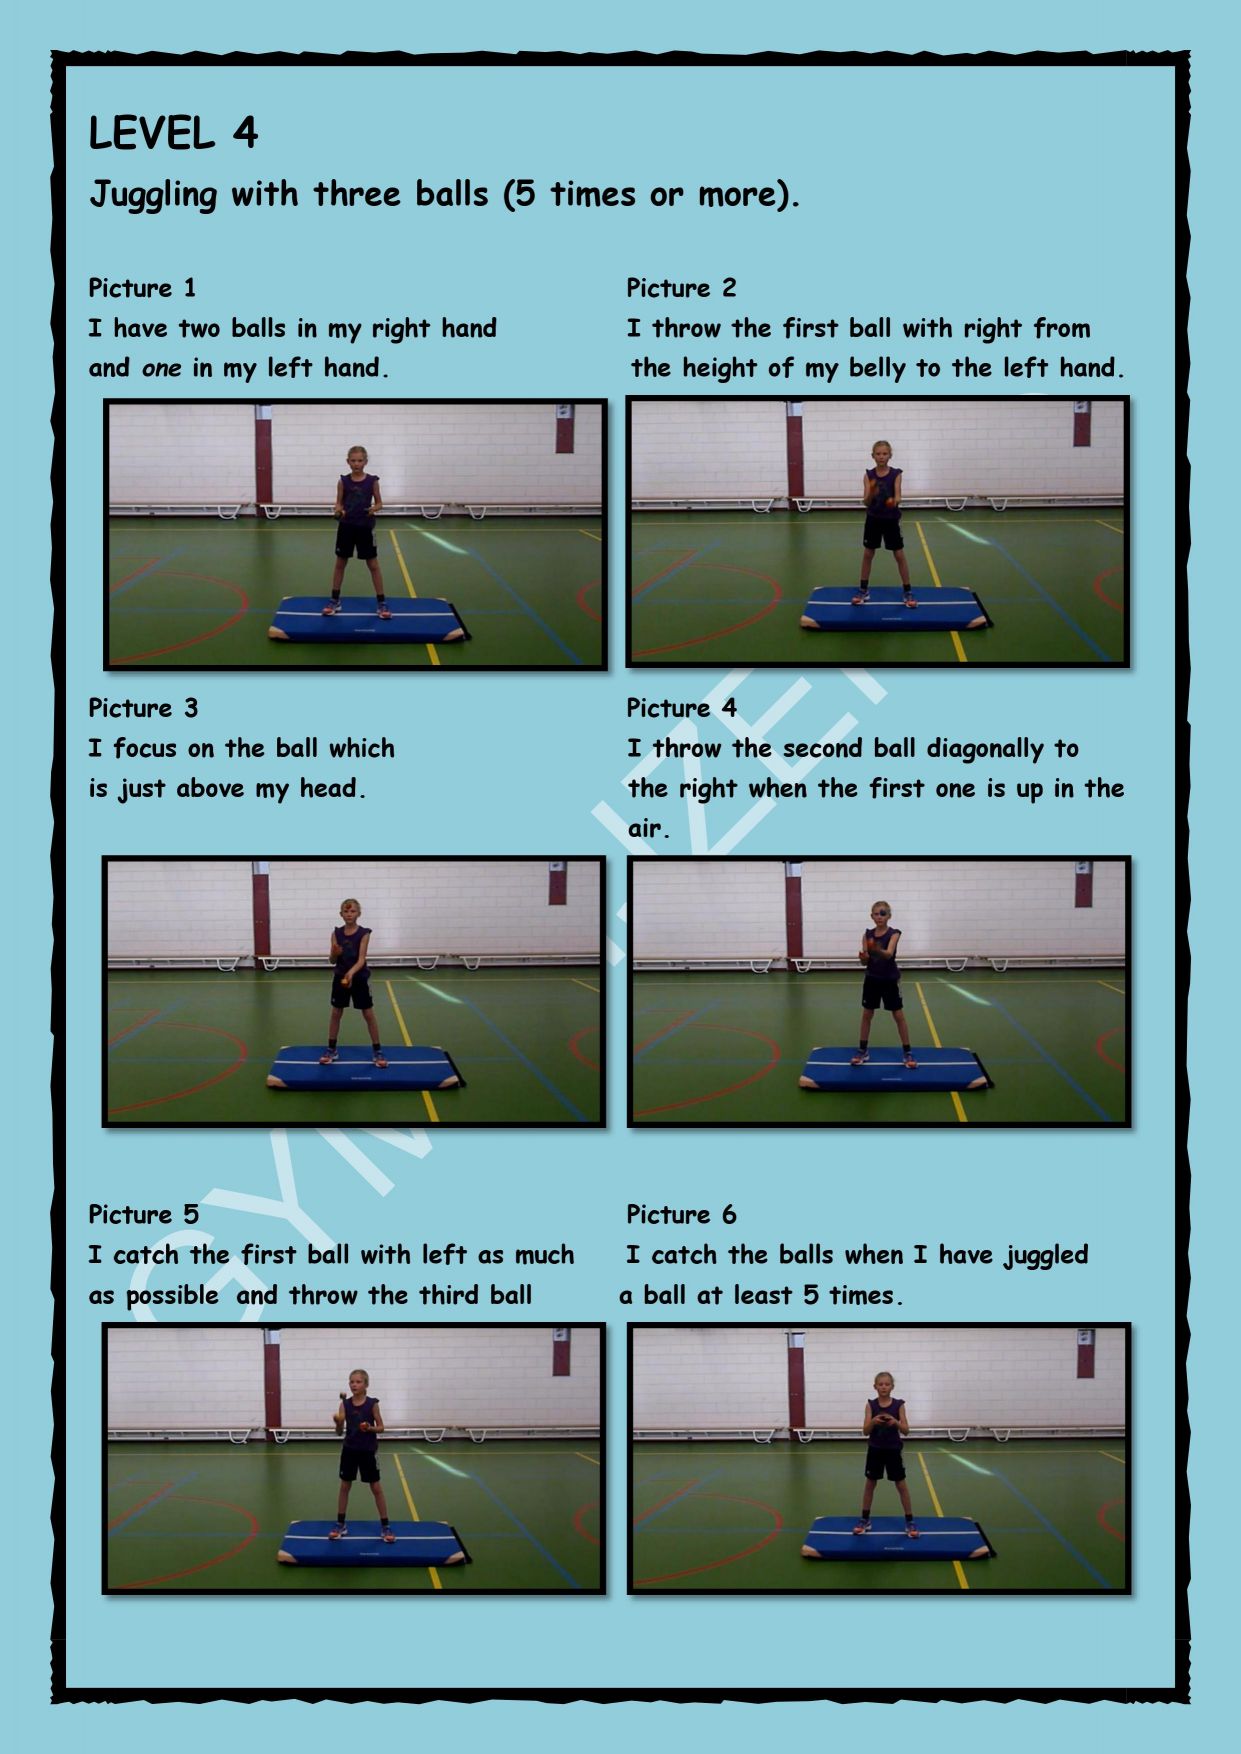 LEVEL 4
Juggling with three balls (5 times or more).
Picture 1
I have two balls in my right hand
and one in my left hand.
Picture 2
I throw the first ball with right from
the height of my belly to the left hand.
Picture 3
I focus on the ball which
is just above my head.
Picture 4
I throw the second ball diagonally to
the right when the first one is up in the
air.
Picture 5
I catch the first ball with left as much
as possible and throw the third ball
Picture 6
I catch the balls when I have juggled
a ball at least 5 times.